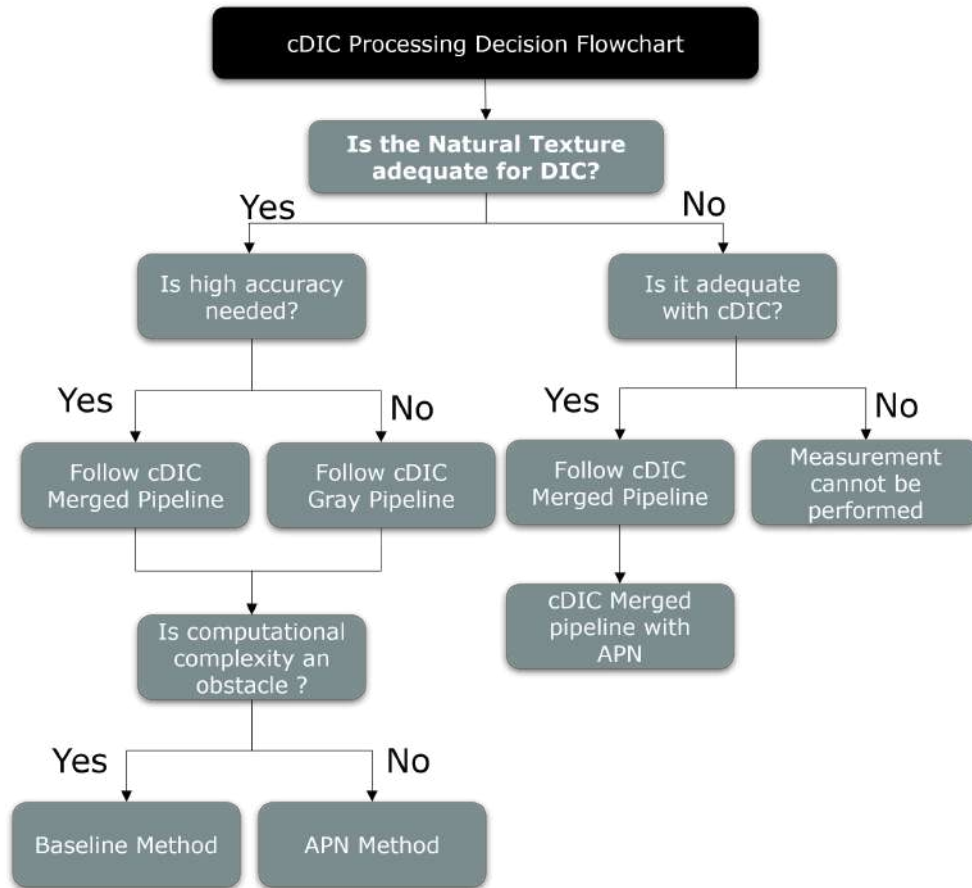 cDIC Processing Decision Flowchart
Is the Natural Texture
adequate for DIC?
Yes
No
Is high accuracy
needed?
Is it adequate
with cDIC?
Yes
No
Yes
No
Follow cDIC
Merged Pipeline
Follow cDIC
Gray Pipeline
Follow cDIC
Merged Pipeline
Measurement
cannot be
performed
cDIC Merged
pipeline with
APN
Is computational
complexity an
obstacle ?
Yes
No
Baseline Method
APN Method